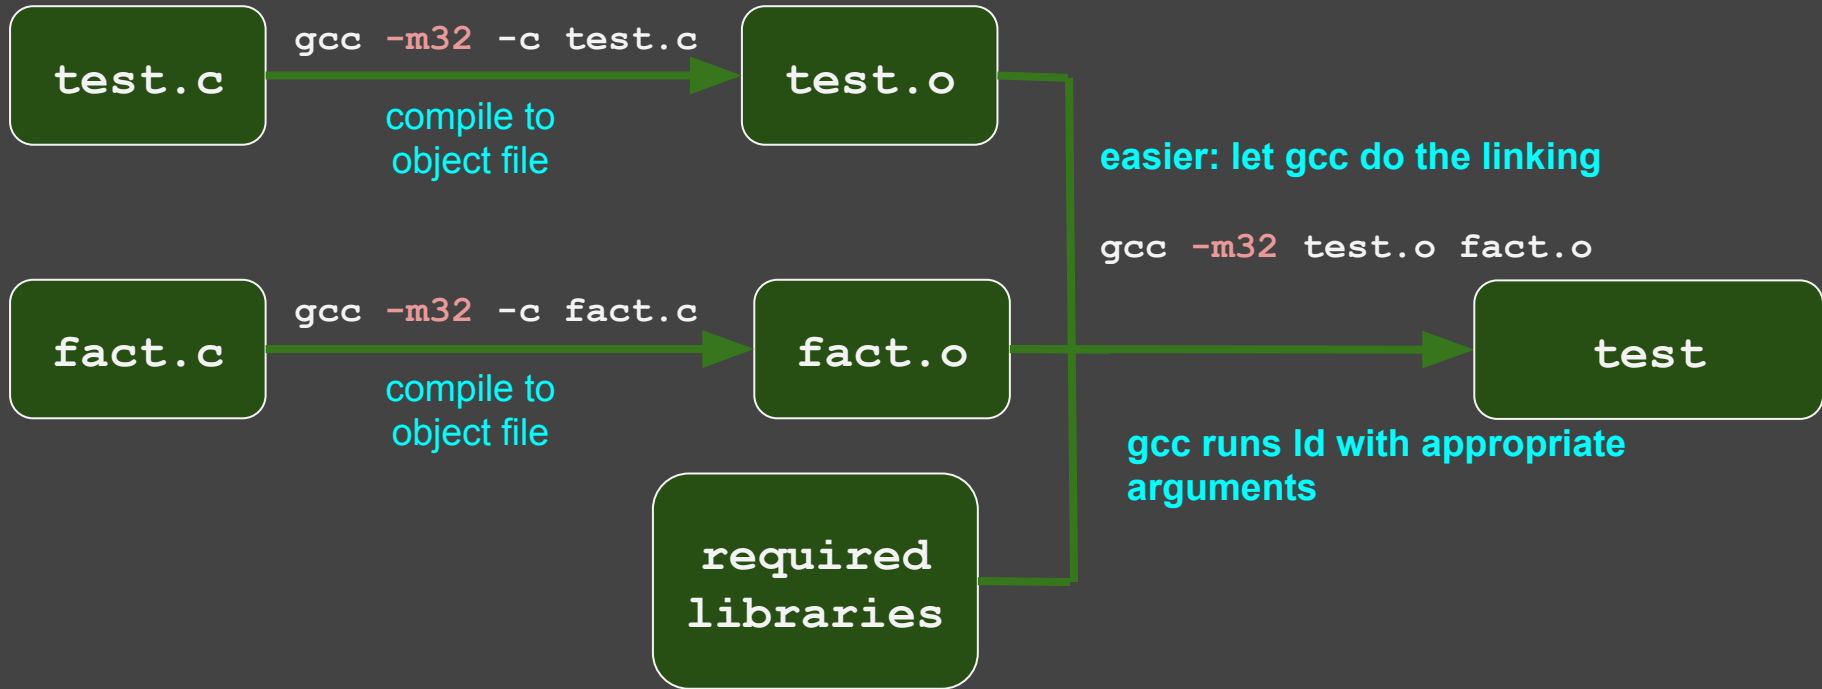 gcc -m32 -c test.c
test.c
test.o
compile to
object file
easier: let gcc do the linking
gcc -m32 test.o fact.o
gcc -m32 -c fact.c
fact.c
fact.o
test
compile to
object file
gcc runs ld with appropriate
arguments
required
libraries